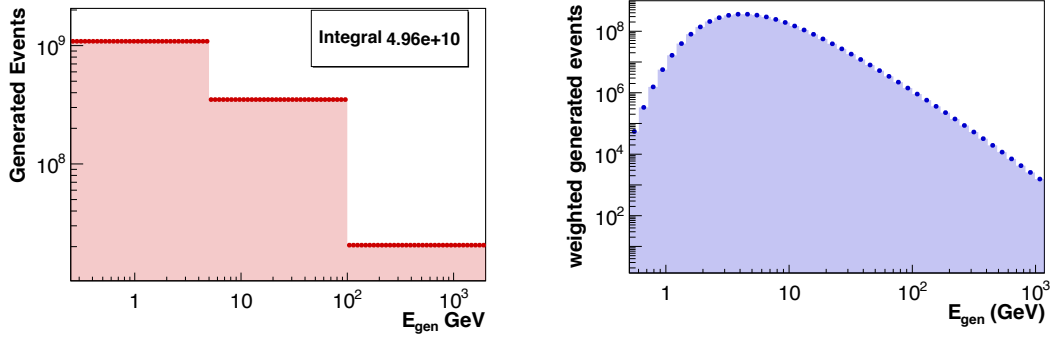 Generated Events
10^9
10^8
Integral 4.96e+10
1 10 10^2 10^3
E_gen GeV
weighted generated events
10^8
10^6
10^4
10^2
1 10 10^2 10^3
E_gen (GeV)